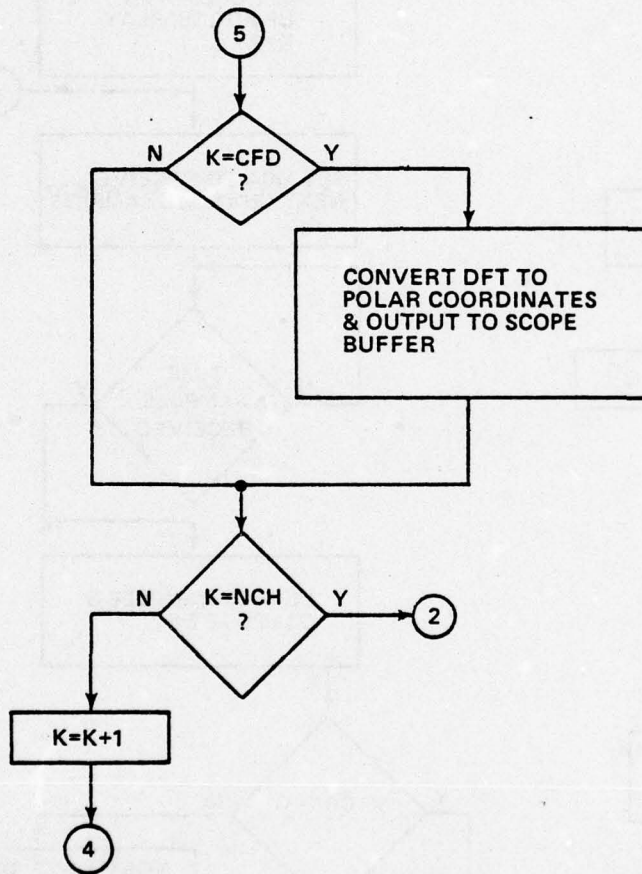 5
N
K=CFD
?
Y
CONVERT DFT TO
POLAR COORDINATES
& OUTPUT TO SCOPE
BUFFER
N
K=NCH
?
Y
2
K=K+1
4